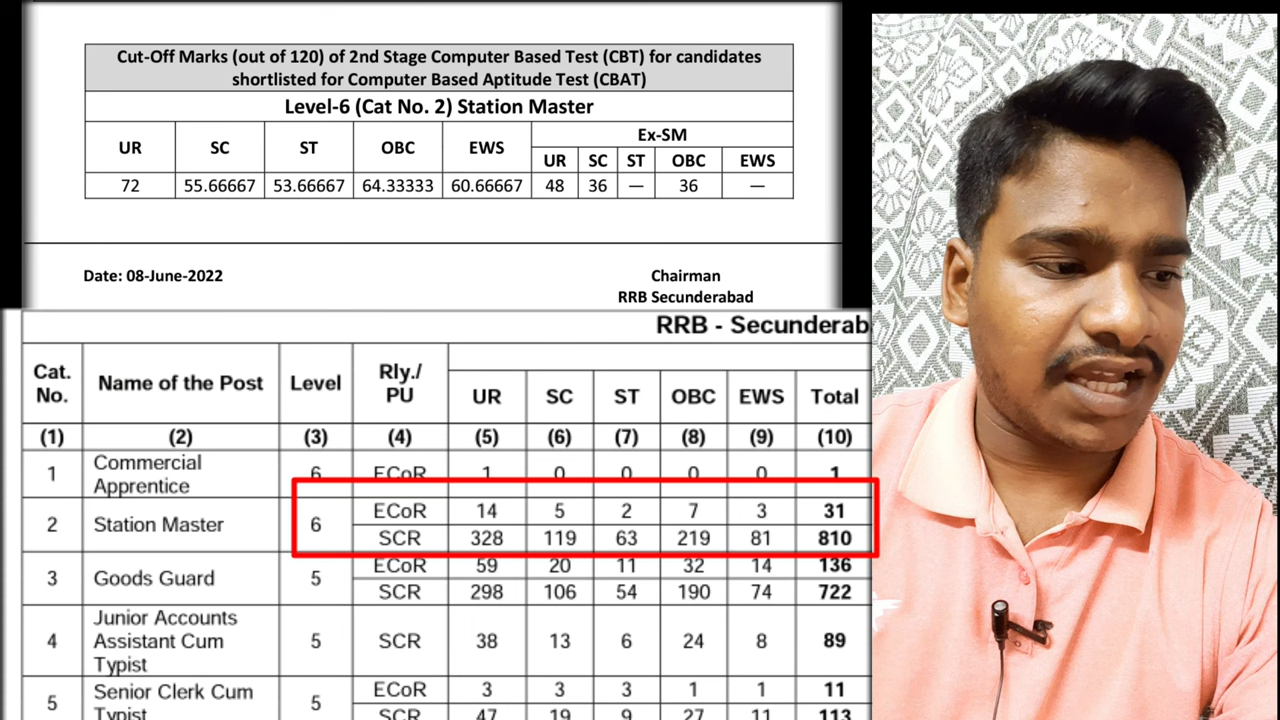 Cut-Off Marks (out of 120) of 2nd Stage Computer Based Test (CBT) for candidates
shortlisted for Computer Based Aptitude Test (CBAT)
Level-6 (Cat No. 2) Station Master
UR SC ST OBC EWS Ex-SM
UR SC ST OBC EWS
72 55.66667 53.66667 64.33333 60.66667 48 36 — 36 —
Date: 08-June-2022 Chairman
RRB Secunderabad
RRB - Secunderab
Cat. No. Name of the Post Level Rly./ PU UR SC ST OBC EWS Total
(1) (2) (3) (4) (5) (6) (7) (8) (9) (10)
1 Commercial Apprentice 6 ECoR 1 0 0 0 0 1
2 Station Master 6 ECoR 14 5 2 7 3 31
SCR 328 119 63 219 81 810
3 Goods Guard 5 ECoR 59 20 11 32 14 136
SCR 298 106 54 190 74 722
4 Junior Accounts Assistant Cum Typist 5 SCR 38 13 6 24 8 89
5 Senior Clerk Cum Typist 5 ECoR 3 3 3 1 1 11
SCR 47 19 9 27 11 113